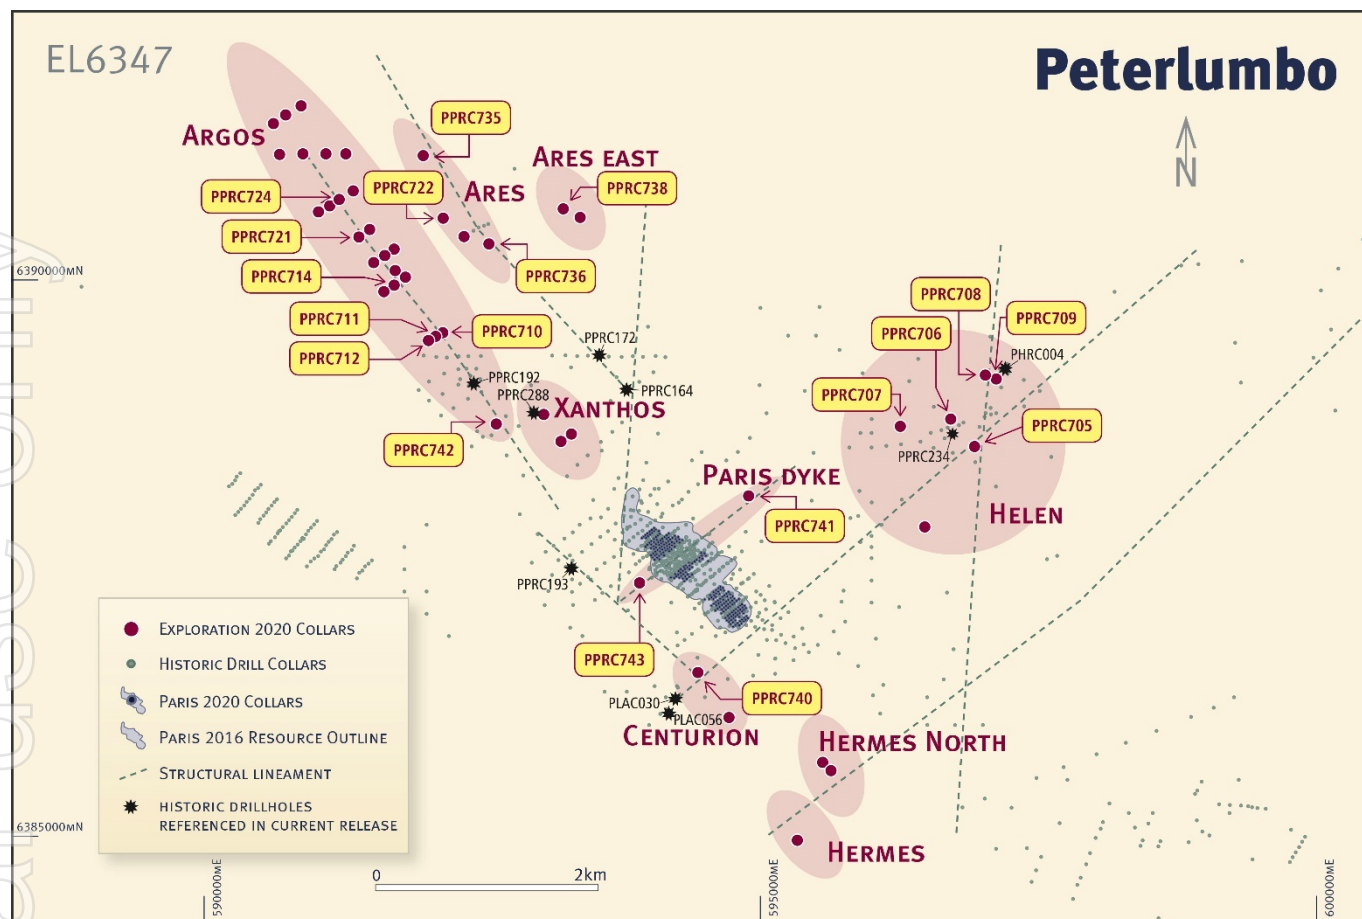 EL6347
Peterlumbo
N
PPRC735
ARGOS
ARES EAST
PPRC722
ARES
PPRC738
PPRC724
PPRC721
PPRC714
PPRC736
6390000mN
PPRC708
PPRC711
PPRC710
PPRC709
PPRC706
PPRC712
PPRC172
PHRC004
PPRC192
PPRC288
PPRC164
PPRC707
XANTHOS
PPRC742
PPRC705
PPRC234
PARIS DYKE
HELEN
PPRC741
PPRC193
EXPLORATION 2020 COLLARS
HISTORIC DRILL COLLARS
PARIS 2020 COLLARS
PARIS 2016 RESOURCE OUTLINE
STRUCTURAL LINEAMENT
HISTORIC DRILLHOLES
REFERENCED IN CURRENT RELEASE
PPRC743
PPRC740
PLAC030
PLAC056
CENTURION
HERMES NORTH
HERMES
6385000mN
0
2km
590000mE
595000mE
600000mE